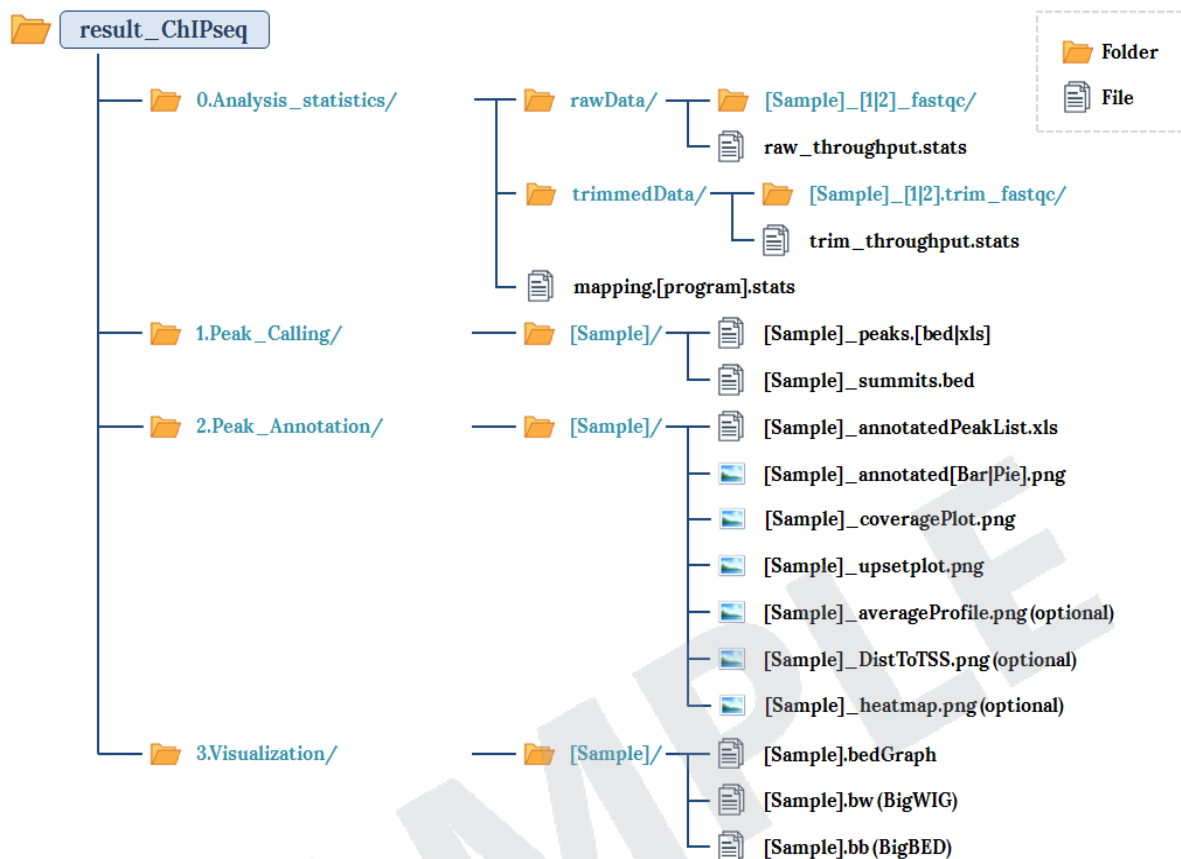 result_ChIPseq
Folder
File
0.Analysis_statistics/
rawData/
[Sample]_[1|2]_fastqc/
raw_throughput.stats
trimmedData/
[Sample]_[1|2].trim_fastqc/
trim_throughput.stats
mapping.[program].stats
1.Peak_Calling/
[Sample]/
[Sample]_peaks.[bed|xls]
[Sample]_summits.bed
2.Peak_Annotation/
[Sample]/
[Sample]_annotatedPeakList.xls
[Sample]_annotated[Bar|Pie].png
[Sample]_coveragePlot.png
[Sample]_upsetplot.png
[Sample]_averageProfile.png (optional)
[Sample]_DistToTSS.png (optional)
[Sample]_heatmap.png (optional)
3.Visualization/
[Sample]/
[Sample].bedGraph
[Sample].bw (BigWIG)
[Sample].bb (BigBED)
MPLE